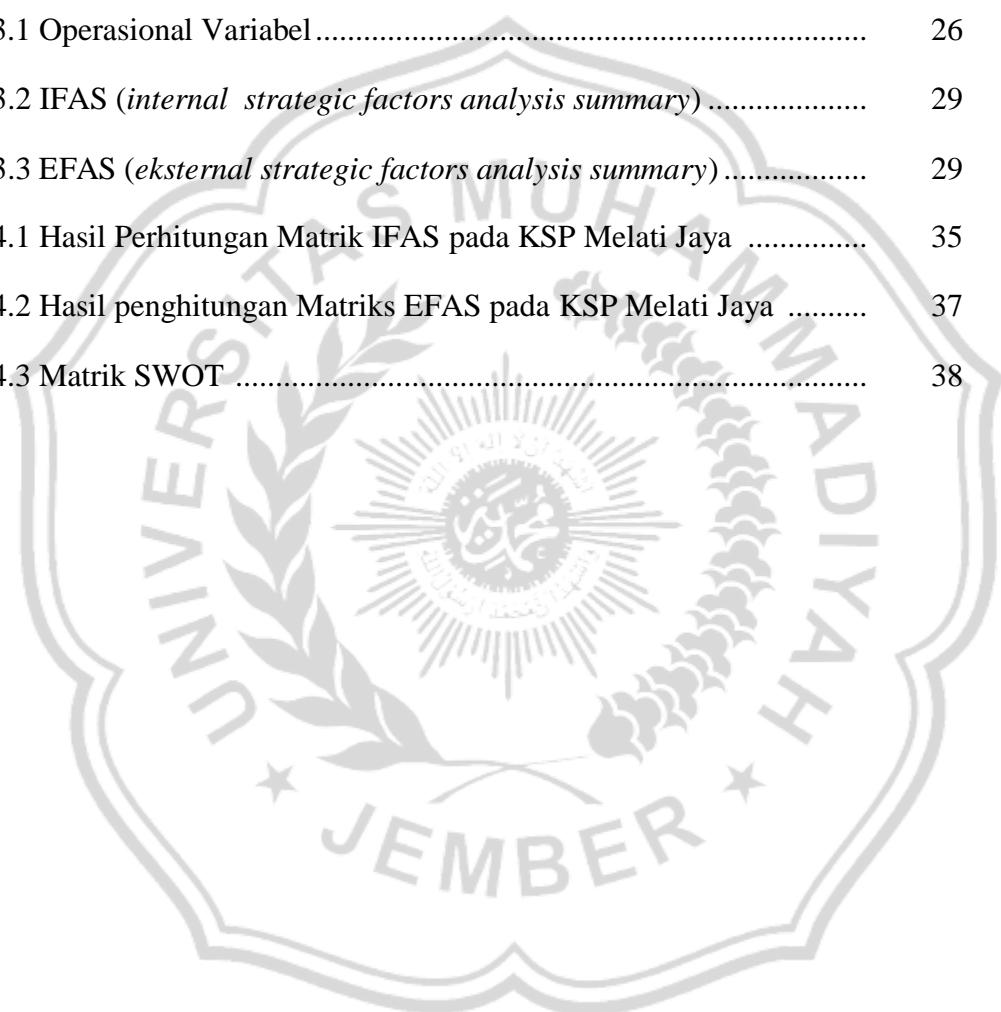 3.1 Operasional Variabel..................................................................... 26
3.2 IFAS (internal strategic factors analysis summary) .................... 29
3.3 EFAS (eksternal strategic factors analysis summary) .................. 29
4.1 Hasil Perhitungan Matrik IFAS pada KSP Melati Jaya ............... 35
4.2 Hasil penghitungan Matriks EFAS pada KSP Melati Jaya .......... 37
4.3 Matrik SWOT ............................................................................... 38
UNIVERSITAS MUHAMMADIYAH
JEMBER